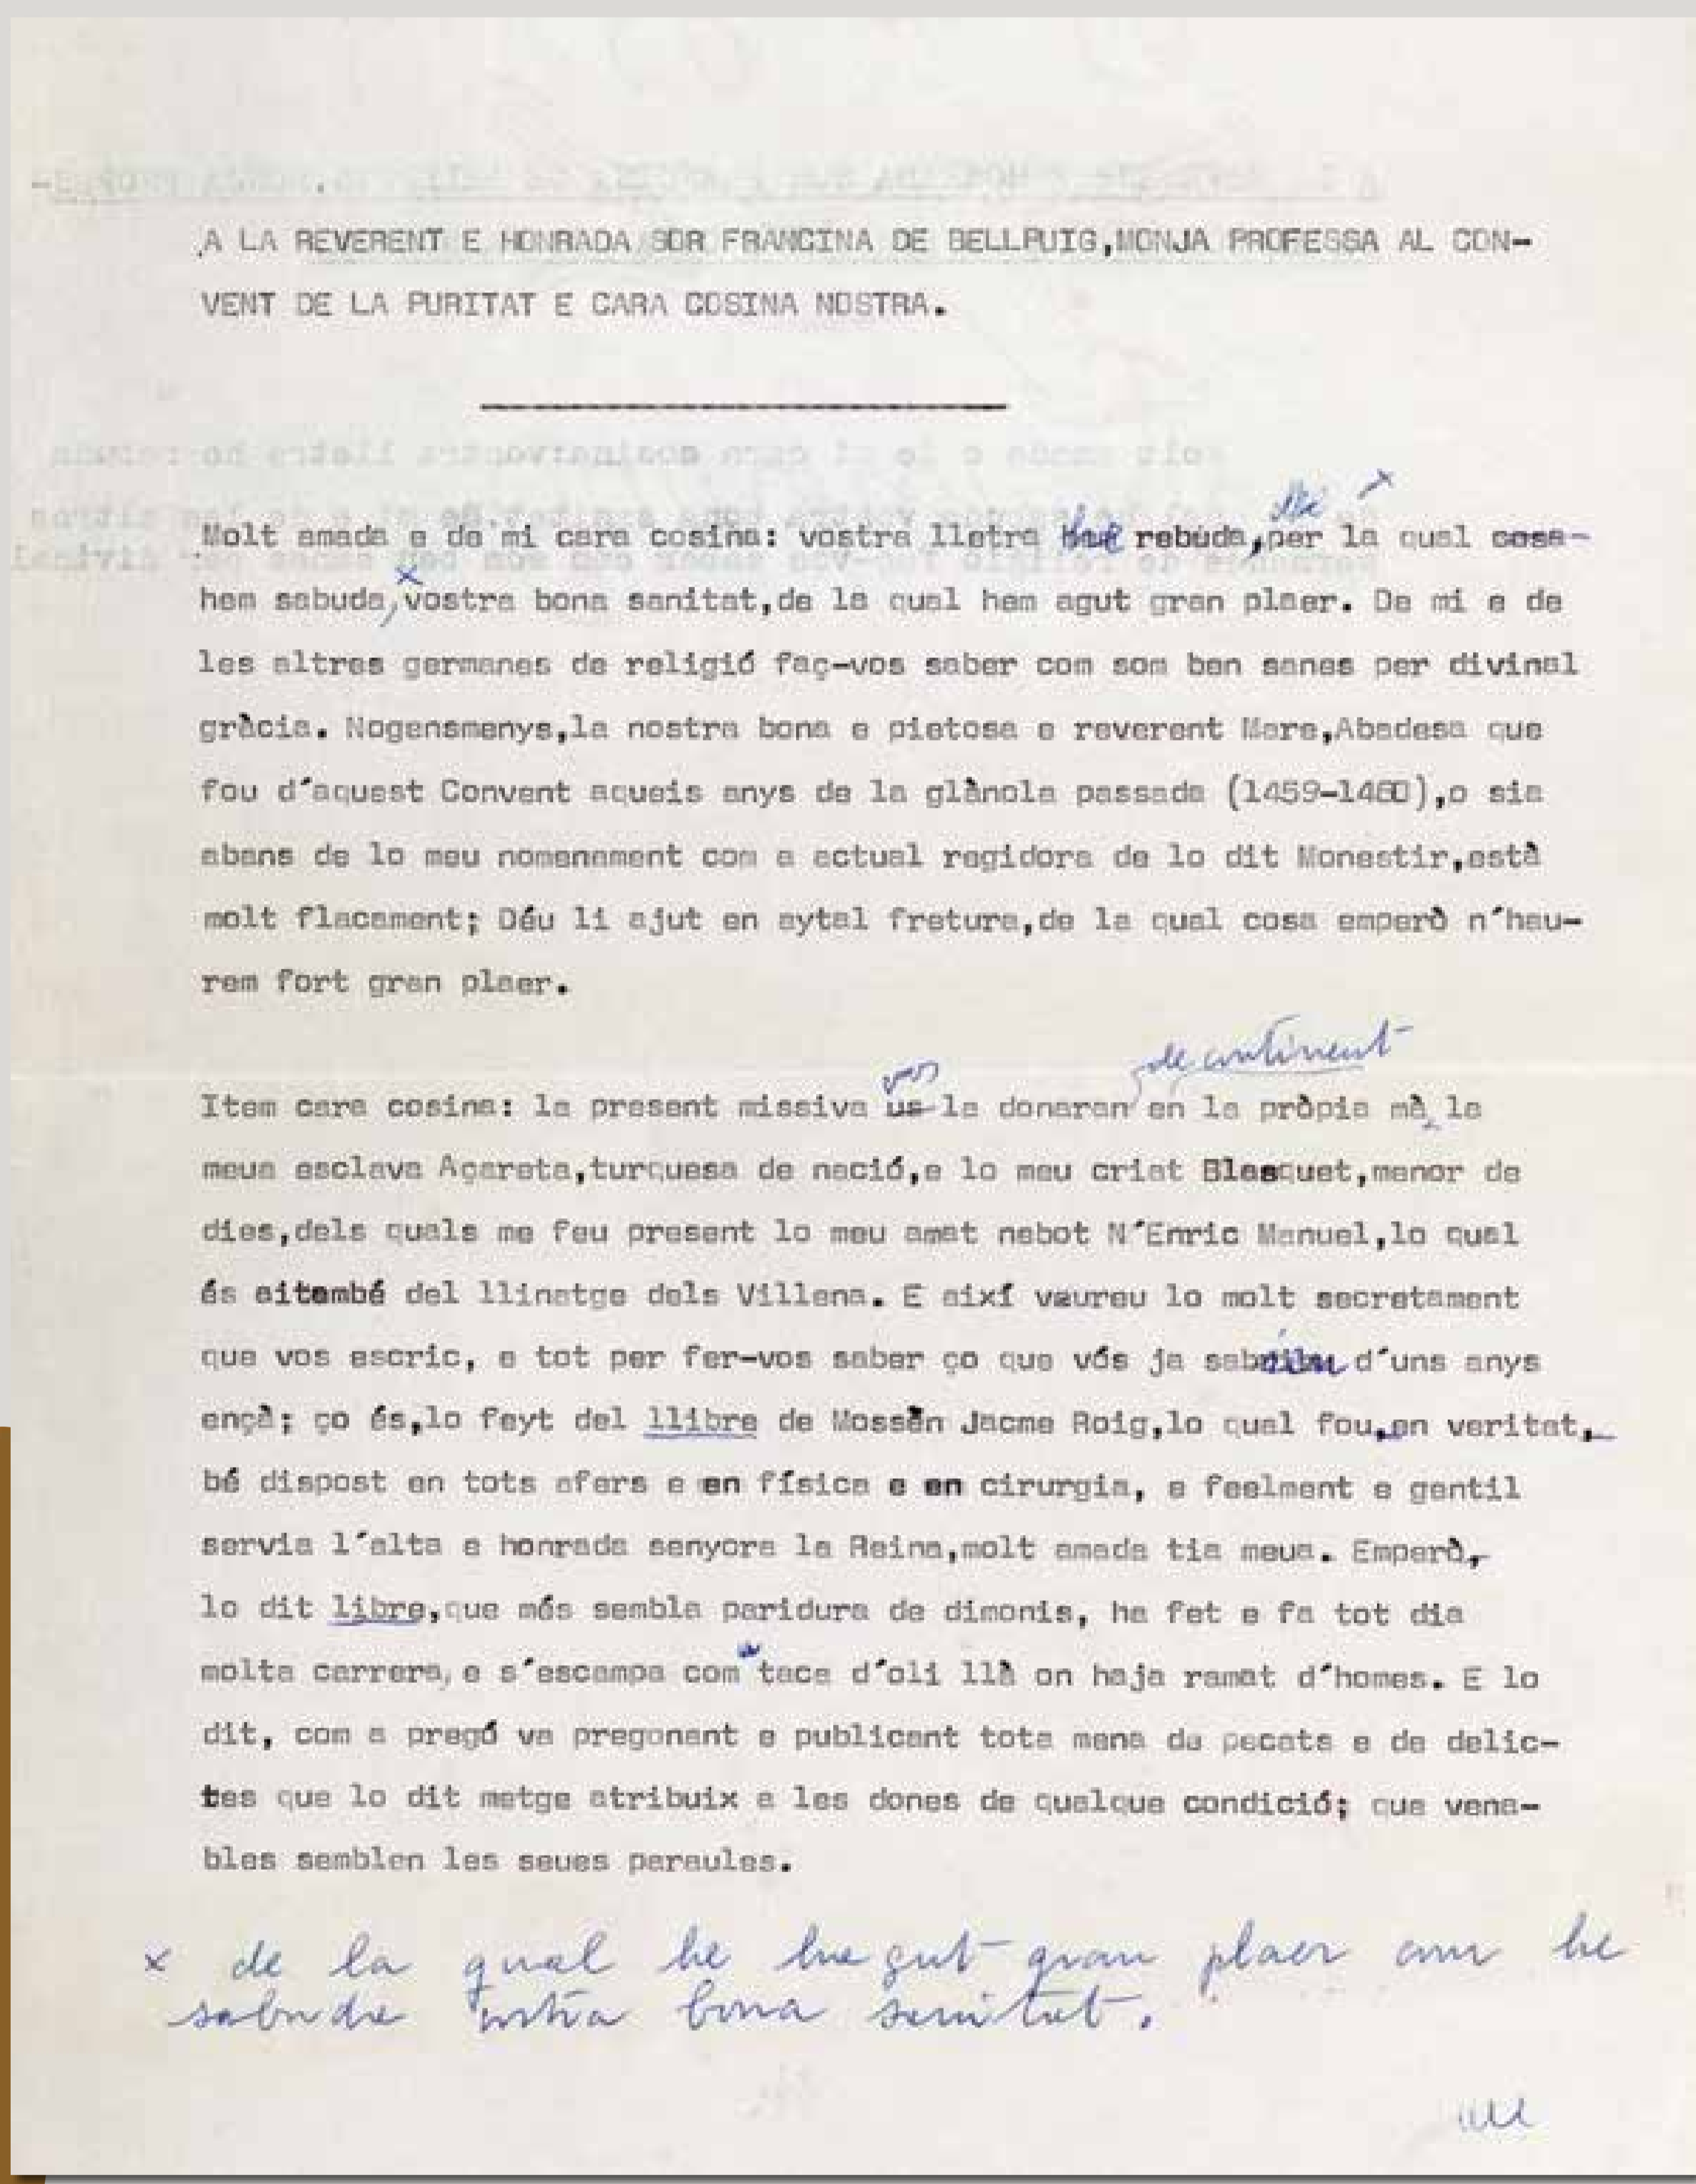 A LA REVERENT E HONRADA SOR FRANCINA DE BELLPUIG,MONJA PROFESSA AL CON-
VENT DE LA PURITAT E CARA COSINA NOSTRA.
Molt amada e de mi cara cosina: vostra lletra rebuda,per la qual cosa
hem sabuda,vostra bona sanitat,de la qual hem agut gran plaer. De mi e de
les altres germanes de religió faç-vos saber com som ben sanes per divinal
gràcia. Nogensmenys,la nostra bona e pietosa e reverent Mare,Abadesa que
fou d'aquest Convent aqueis anys de la glànola passada (1459-1460),o sia
abans de lo meu nomenament com a actual regidora de lo dit Monestir,està
molt flacament; Déu li ajut en aytal fretura,de la qual cosa emperò n'hau-
rem fort gran plaer.
decontinent
vos
Item cara cosina: la present missiva us la donaran en la pròpia mà la
meua esclava Açareta,turquesa de nació,e lo meu criat Blasquet,menor de
dies,dels quals me feu present lo meu amat nebot N'Enric Manuel,lo qual
és aitambé del llinatge dels Villena. E així vaureu lo molt secretament
que vos escric, e tot per fer-vos saber ço que vós ja d'uns anys
ençà; ço és,lo feyt del llibre de Mossèn Jacme Roig,lo qual fou,en veritat,
bé dispost en tots afers e en física e en cirurgia, e feelment e gentil
servia l'alta e honrada senyora la Reina,molt amada tia meua. Emperò,
lo dit libre,que més sembla paridura de dimonis, ha fet e fa tot dia
molta carrera, e s'escampa com taca d'oli llà on haja ramat d'homes. E lo
dit, com a pregó va pregonant e publicant tota mena de pecats e de delic-
tes que lo dit metge atribuix a les dones de qualque condició; que vena-
bles semblen les seues paraules.
x de la qual he hagut gran plaer com he
sabuda vostra bona sanitat.